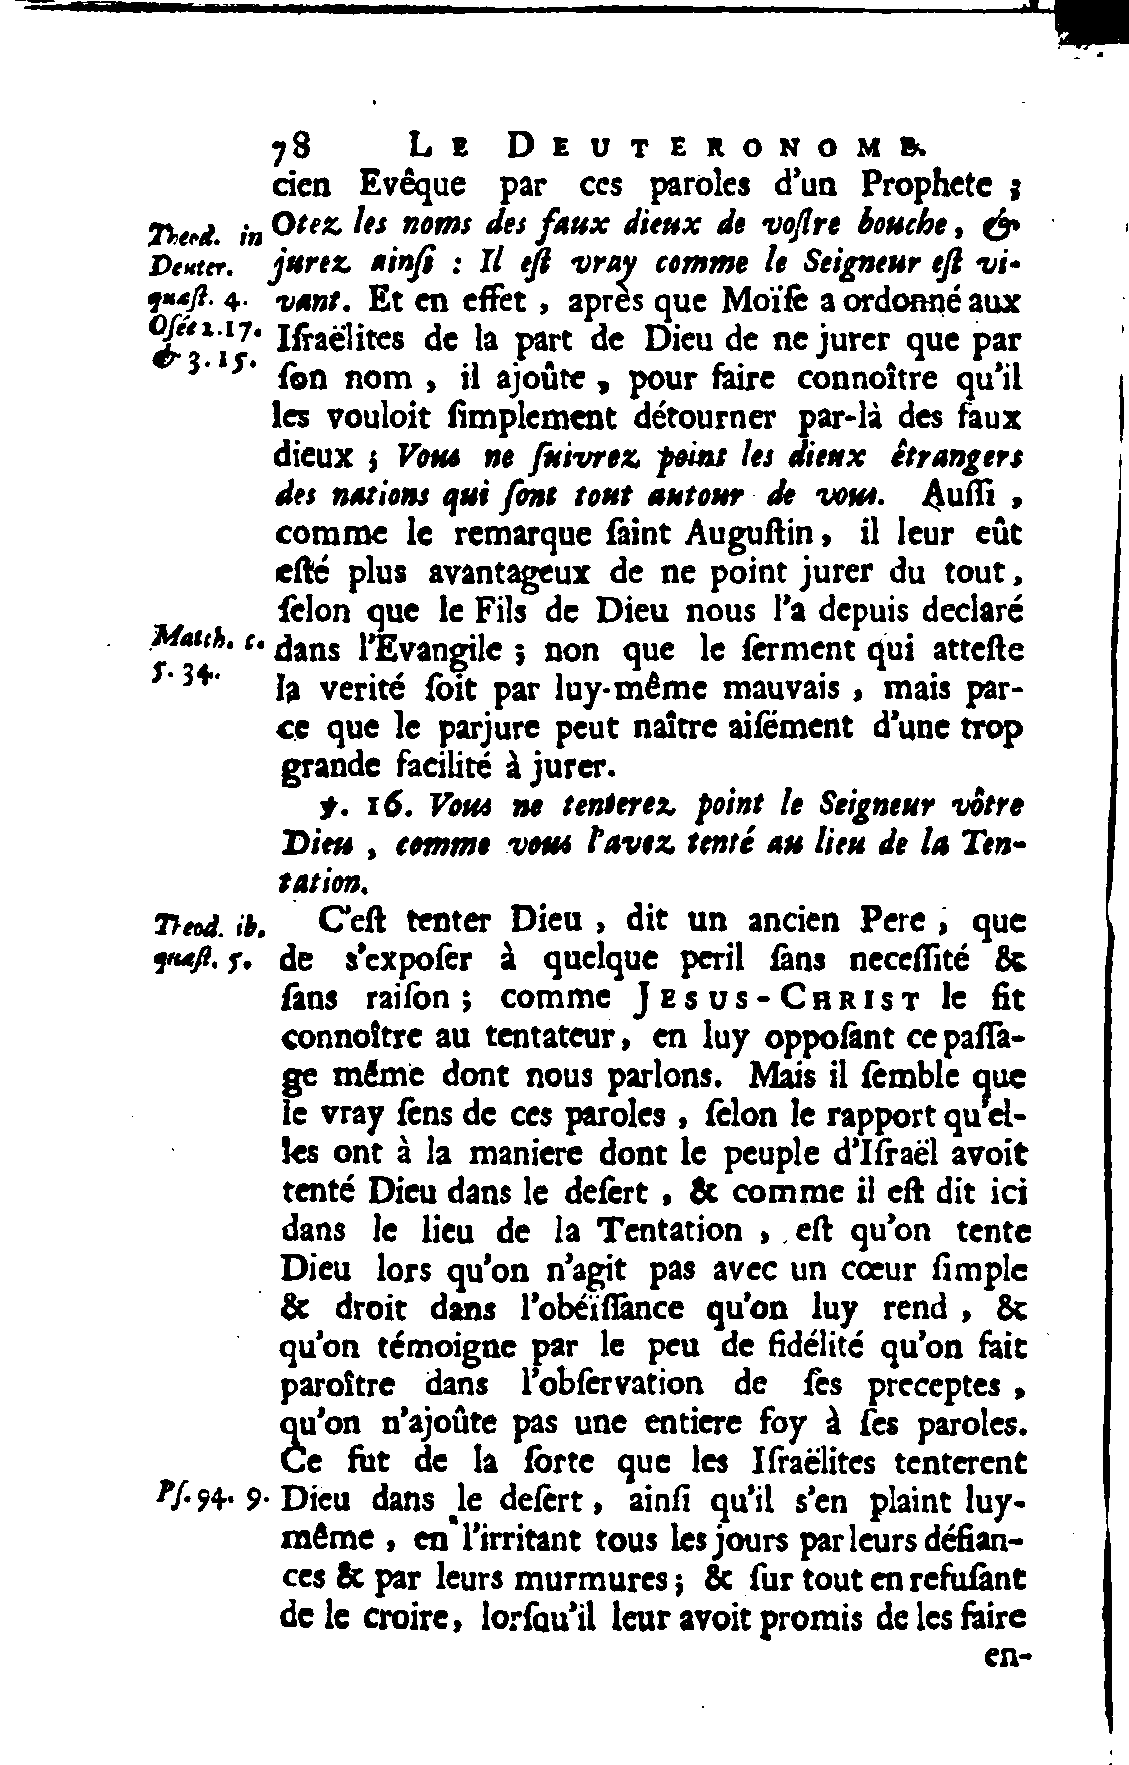 78 LE DEUTERONOME.
cien Evêque par ces paroles d'un Prophete ;
Theod. in Otez les noms des faux dieux de voſtre bouche, &
Deuter. jurez ainſi : Il eſt vray comme le Seigneur eſt vi-
quæſt. 4. vant. Et en effet, après que Moïſe a ordonné aux
Oſée 2.17. Iſraëlites de la part de Dieu de ne jurer que par
& 3.15. ſon nom, il ajoûte, pour faire connoître qu'il
les vouloit ſimplement détourner par-là des faux
dieux ; Vous ne ſuivrez point les dieux êtrangers
des nations qui ſont tout autour de vous. Auſſi,
comme le remarque ſaint Auguſtin, il leur eût
eſté plus avantageux de ne point jurer du tout,
ſelon que le Fils de Dieu nous l'a depuis declaré
Matth. c. dans l'Evangile ; non que le ſerment qui atteſte
5. 34. la verité ſoit par luy-même mauvais, mais par-
ce que le parjure peut naître aiſément d'une trop
grande facilité à jurer.
℣. 16. Vous ne tenterez point le Seigneur vôtre
Dieu, comme vous l'avez tenté au lieu de la Ten-
tation.
Theod. ib. C'eſt tenter Dieu, dit un ancien Pere, que
quæſt. 5. de s'expoſer à quelque peril ſans neceſſité &
ſans raiſon ; comme JESUS-CHRIST le fit
connoître au tentateur, en luy oppoſant ce paſſa-
ge même dont nous parlons. Mais il ſemble que
le vray ſens de ces paroles, ſelon le rapport qu'el-
les ont à la maniere dont le peuple d'Iſraël avoit
tenté Dieu dans le deſert, & comme il eſt dit ici
dans le lieu de la Tentation, eſt qu'on tente
Dieu lors qu'on n'agit pas avec un cœur ſimple
& droit dans l'obéïſſance qu'on luy rend, &
qu'on témoigne par le peu de fidélité qu'on fait
paroître dans l'obſervation de ſes preceptes,
qu'on n'ajoûte pas une entiere foy à ſes paroles.
Ce fut de la ſorte que les Iſraëlites tenterent
Pſ. 94. 9. Dieu dans le deſert, ainſi qu'il s'en plaint luy-
même, en l'irritant tous les jours par leurs défian-
ces & par leurs murmures ; & ſur tout en refuſant
de le croire, lorſqu'il leur avoit promis de les faire
en-